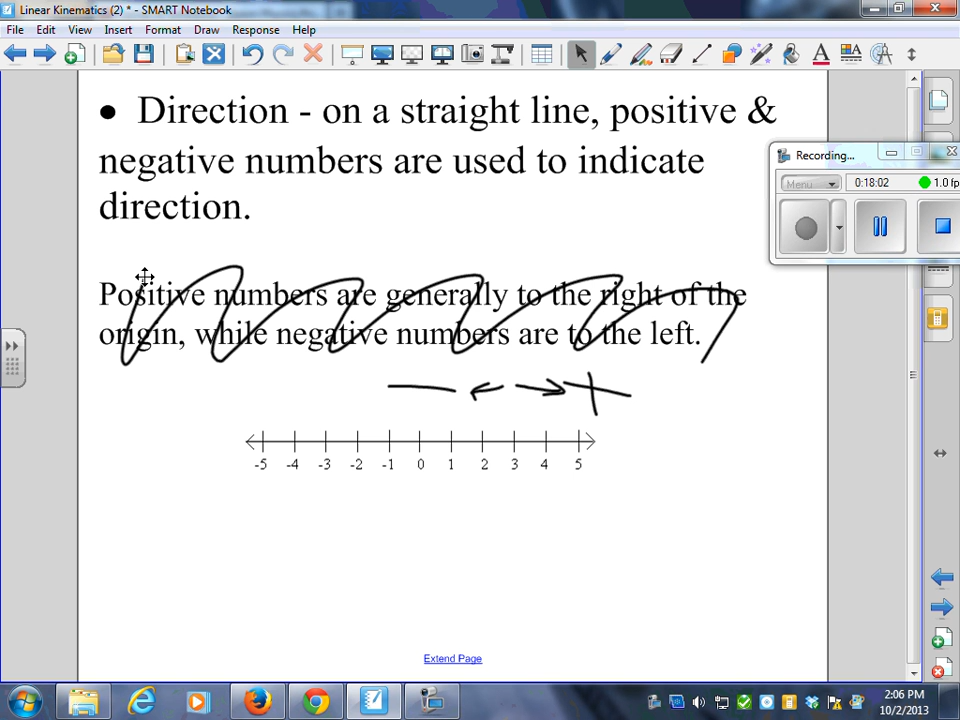 Linear Kinematics (2) * - SMART Notebook
File Edit View Insert Format Draw Response Help
• Direction - on a straight line, positive &
negative numbers are used to indicate
direction.
Recording...
Menu 0:18:02 1.0 fp
Positive numbers are generally to the right of the
origin, while negative numbers are to the left.
— ← → +
-5 -4 -3 -2 -1 0 1 2 3 4 5
Extend Page
2:06 PM
10/2/2013